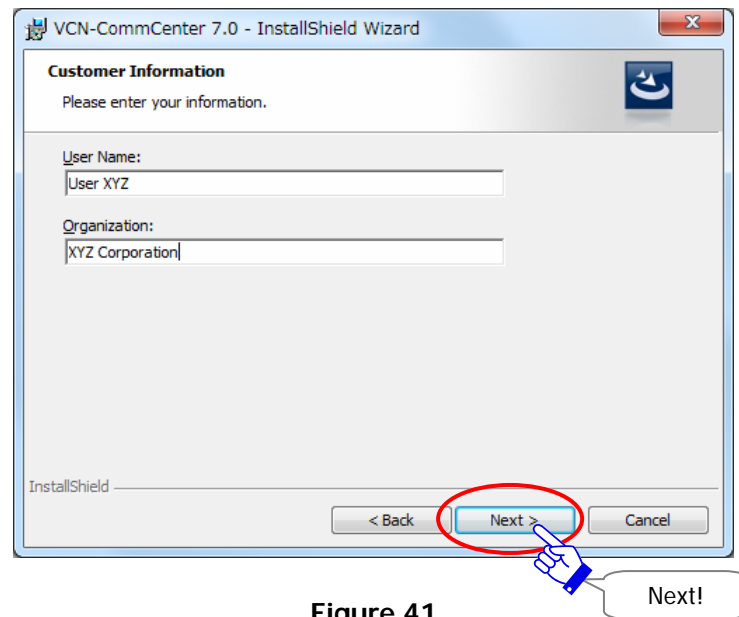 VCN-CommCenter 7.0 - InstallShield Wizard
Customer Information
Please enter your information.
User Name:
User XYZ
Organization:
XYZ Corporation
InstallShield
< Back
Next >
Cancel
Next!
Figure 41